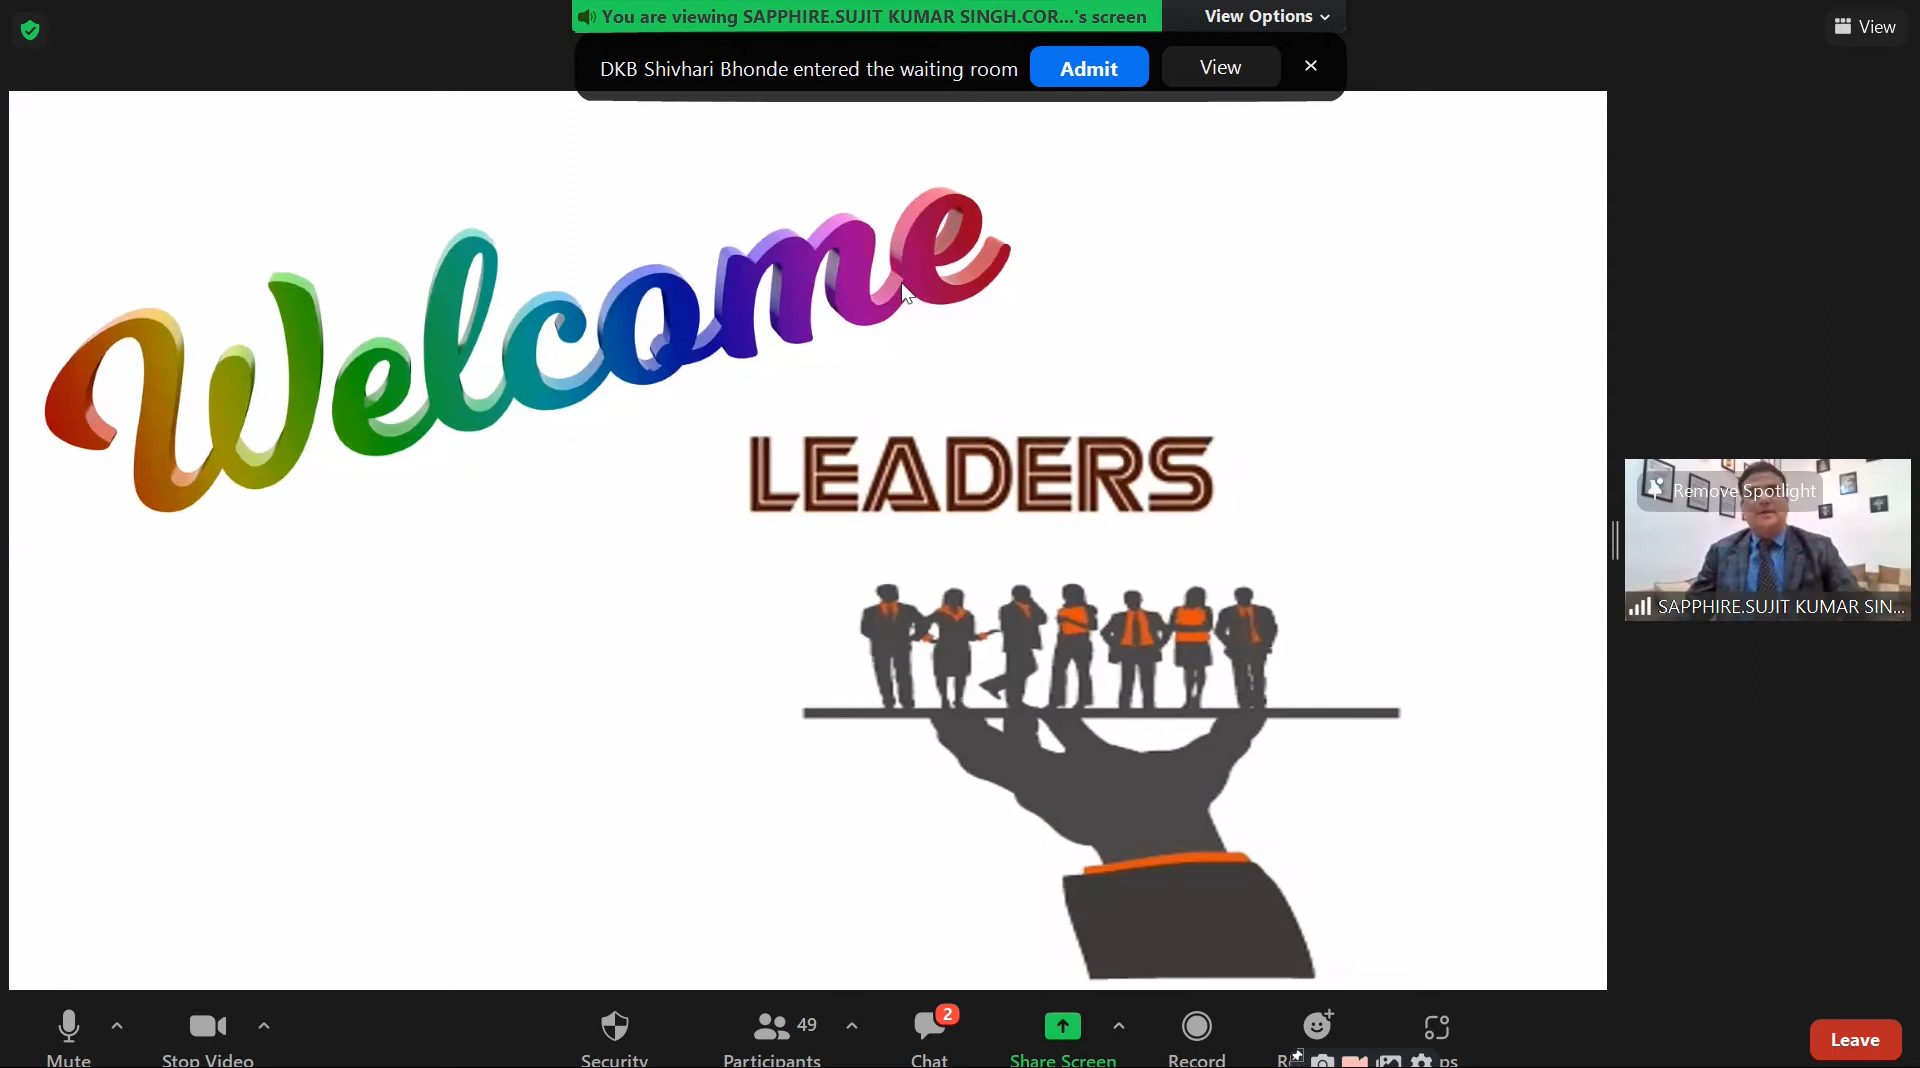 You are viewing SAPPHIRE.SUJIT KUMAR SINGH.COR...'s screen
View Options
View
DKB Shivhari Bhonde entered the waiting room
Admit
View
Welcome
LEADERS
Remove Spotlight
SAPPHIRE.SUJIT KUMAR SIN...
Mute
Stop Video
Security
49
Participants
2
Chat
Share Screen
Record
ps
Leave